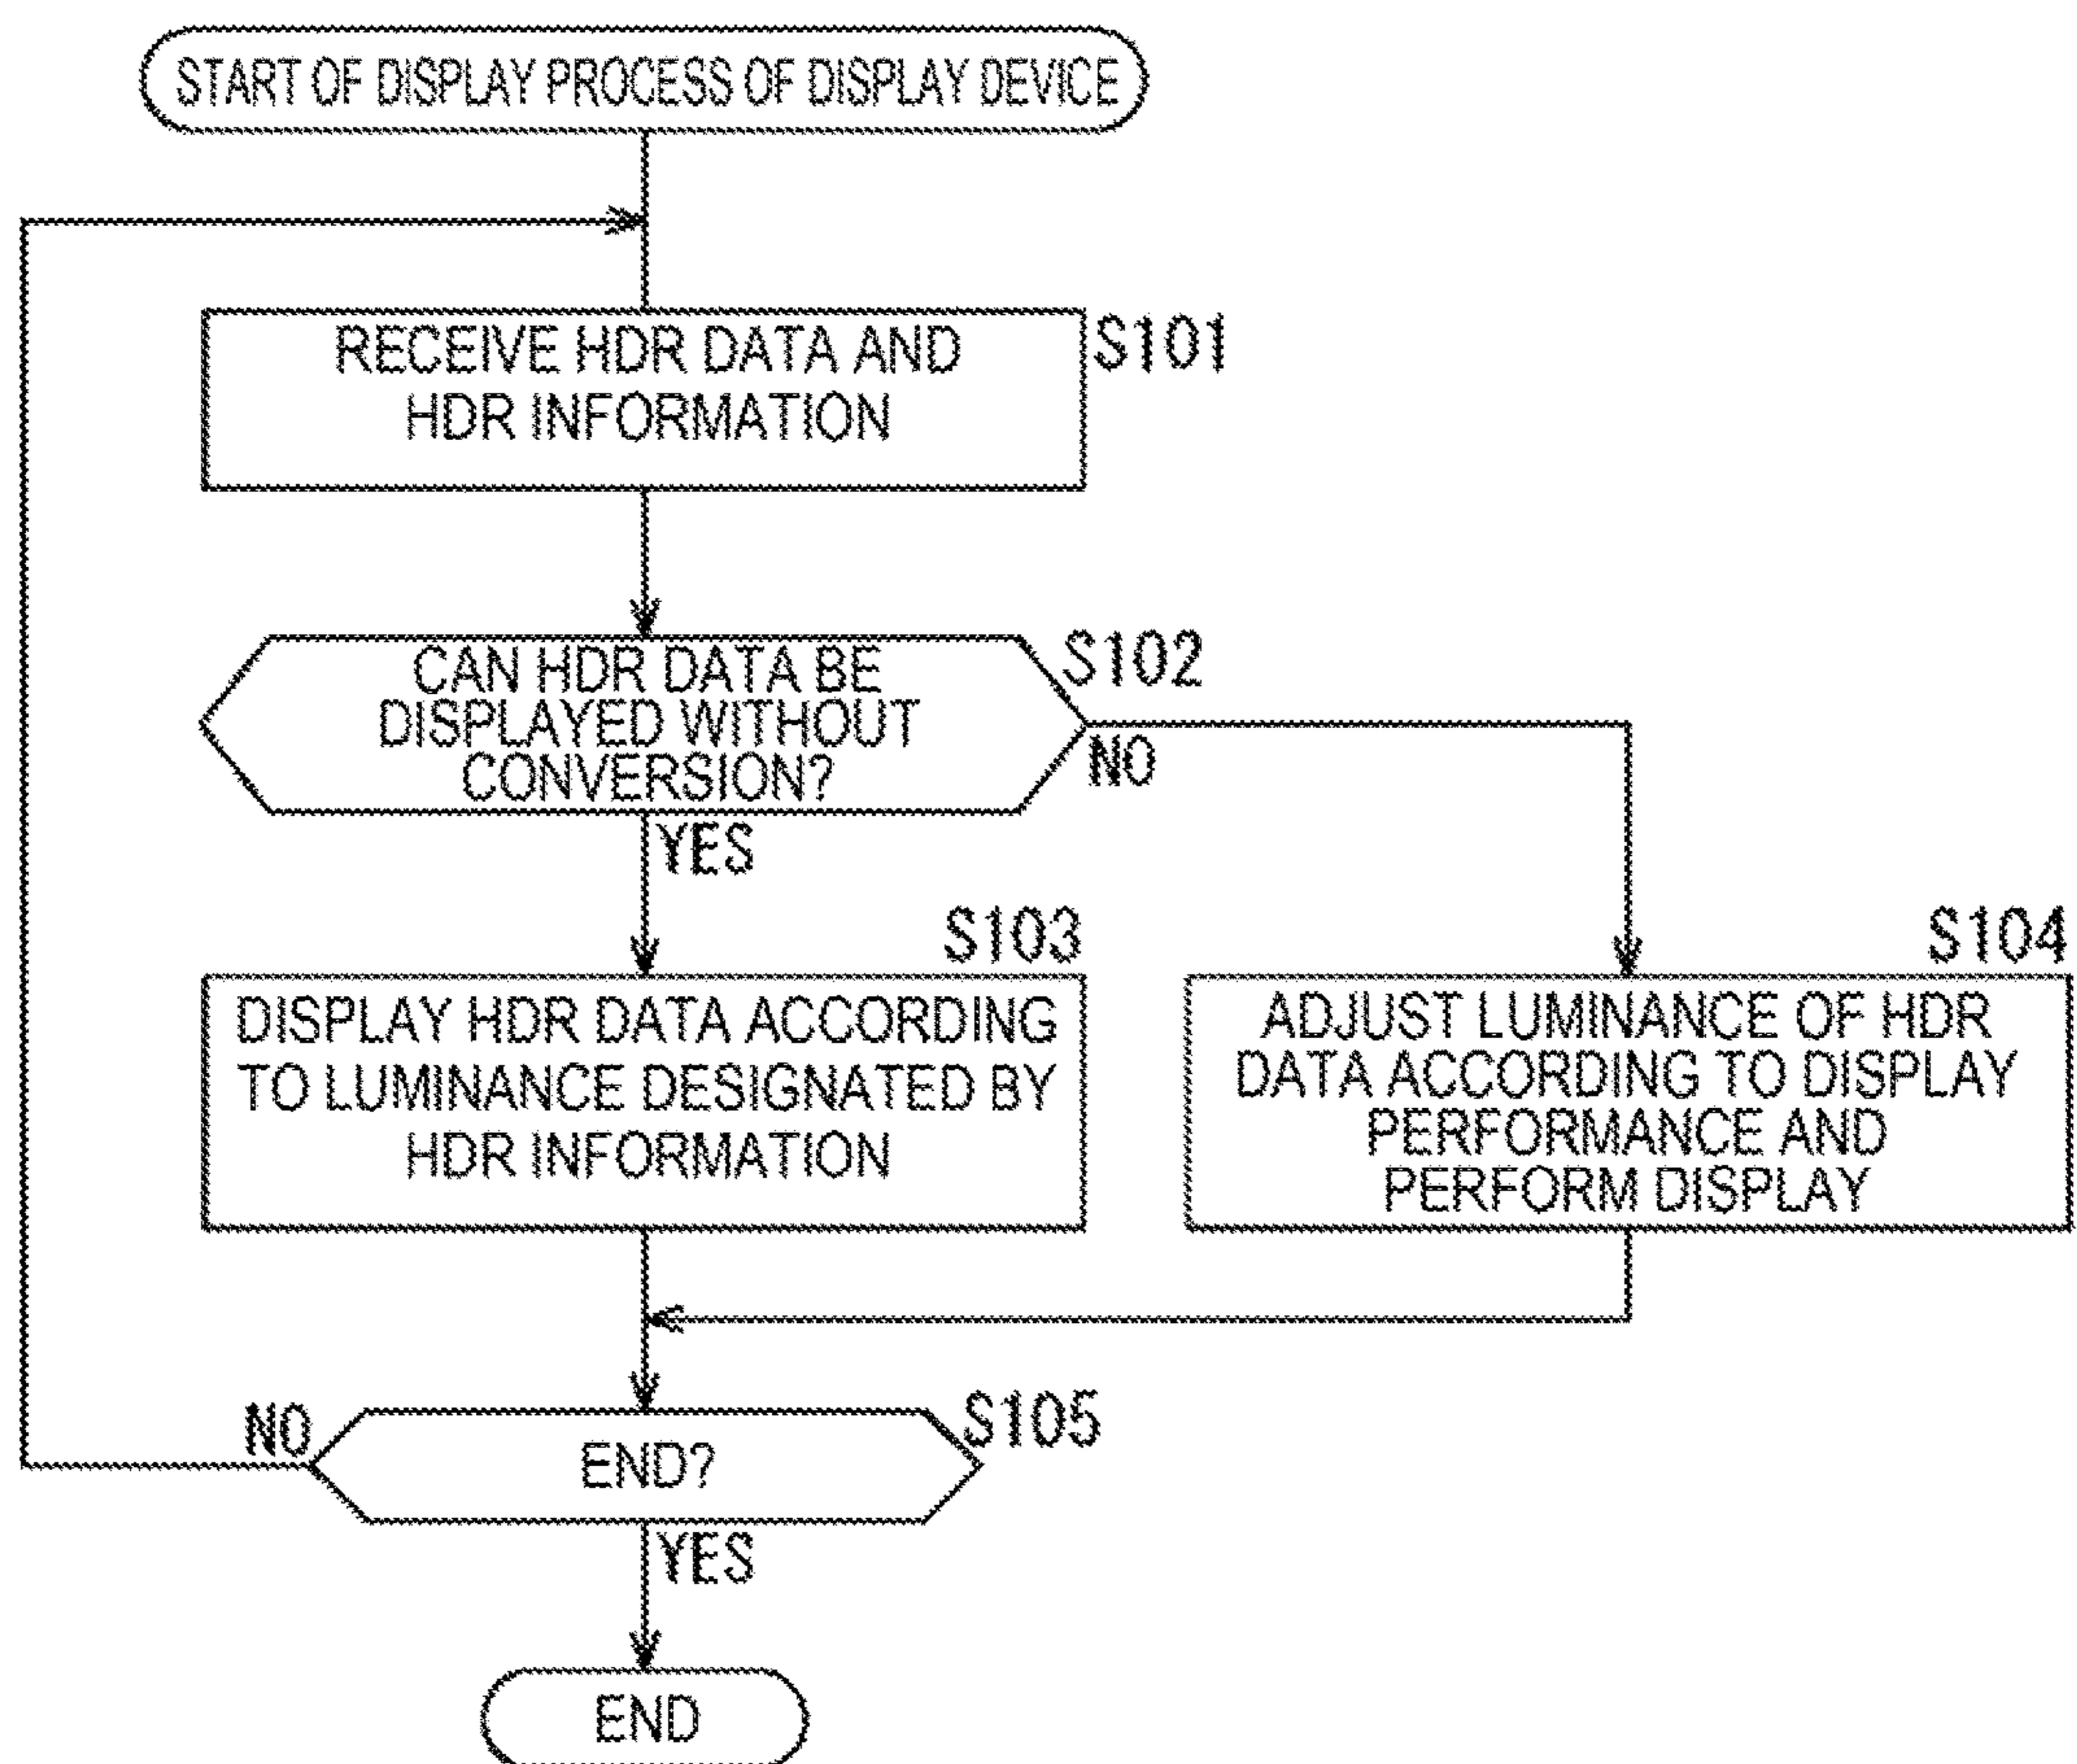 START OF DISPLAY PROCESS OF DISPLAY DEVICE
RECEIVE HDR DATA AND
HDR INFORMATION
S101
CAN HDR DATA BE
DISPLAYED WITHOUT
CONVERSION?
S102
NO
YES
S103
DISPLAY HDR DATA ACCORDING
TO LUMINANCE DESIGNATED BY
HDR INFORMATION
S104
ADJUST LUMINANCE OF HDR
DATA ACCORDING TO DISPLAY
PERFORMANCE AND
PERFORM DISPLAY
NO
END?
S105
YES
END